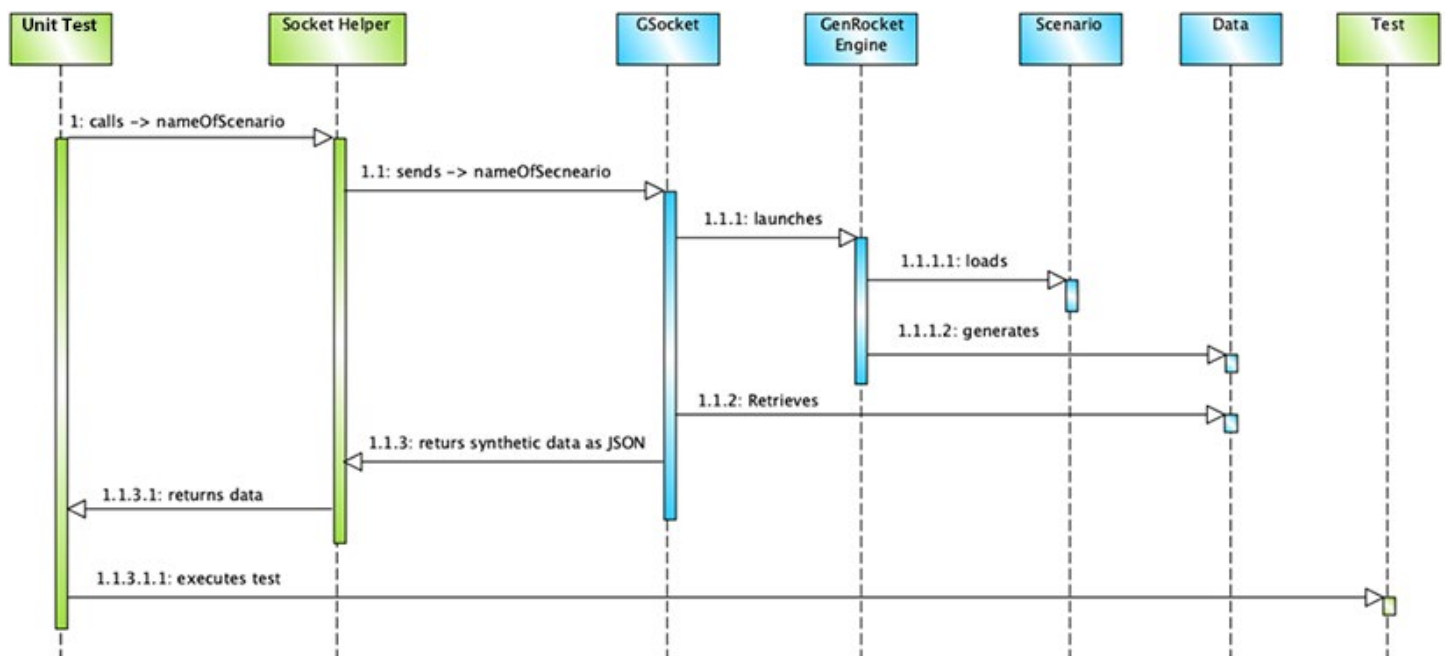 Unit Test
Socket Helper
GSocket
GenRocket
Engine
Scenario
Data
Test
1: calls -> nameOfScenario
1.1: sends -> nameOfSecneario
1.1.1: launches
1.1.1.1: loads
1.1.1.2: generates
1.1.2: Retrieves
1.1.3: returs synthetic data as JSON
1.1.3.1: returns data
1.1.3.1.1: executes test